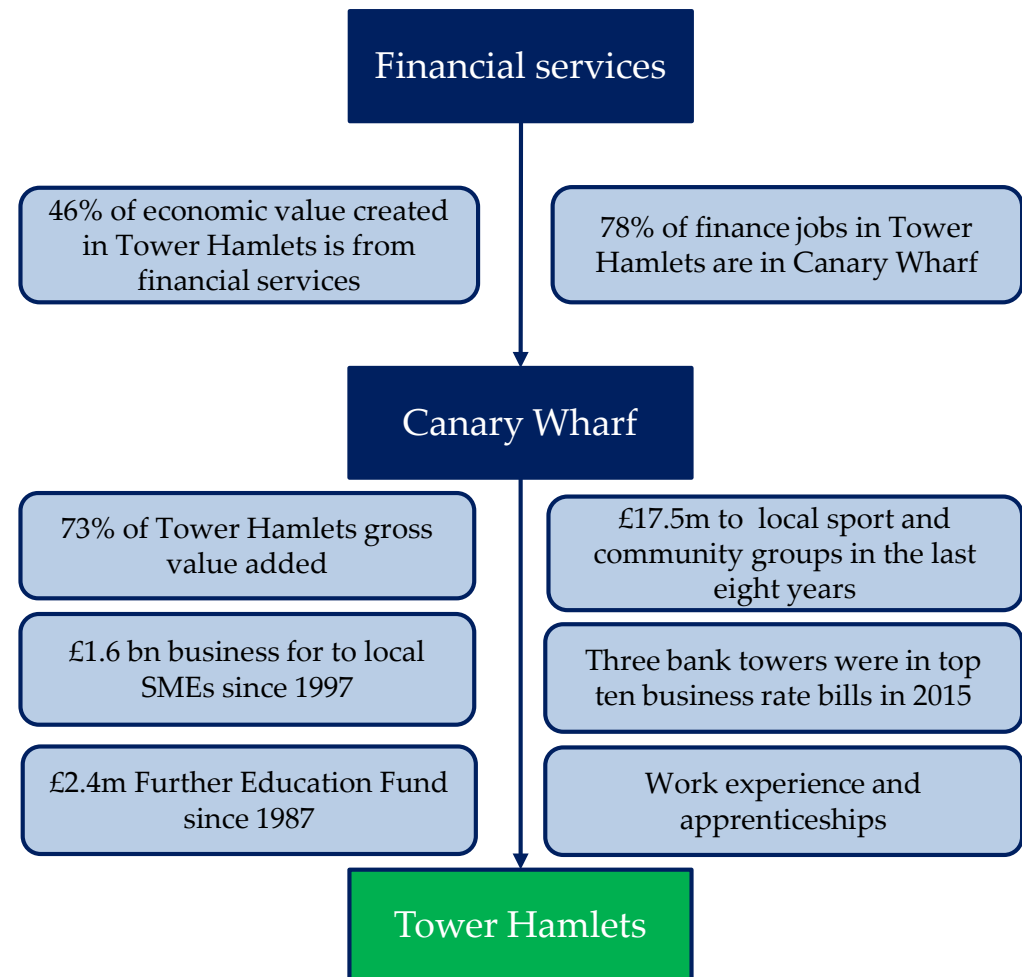 Financial services
46% of economic value created
in Tower Hamlets is from
financial services
78% of finance jobs in Tower
Hamlets are in Canary Wharf
Canary Wharf
73% of Tower Hamlets gross
value added
£17.5m to local sport and
community groups in the last
eight years
£1.6 bn business for to local
SMEs since 1997
Three bank towers were in top
ten business rate bills in 2015
£2.4m Further Education Fund
since 1987
Work experience and
apprenticeships
Tower Hamlets